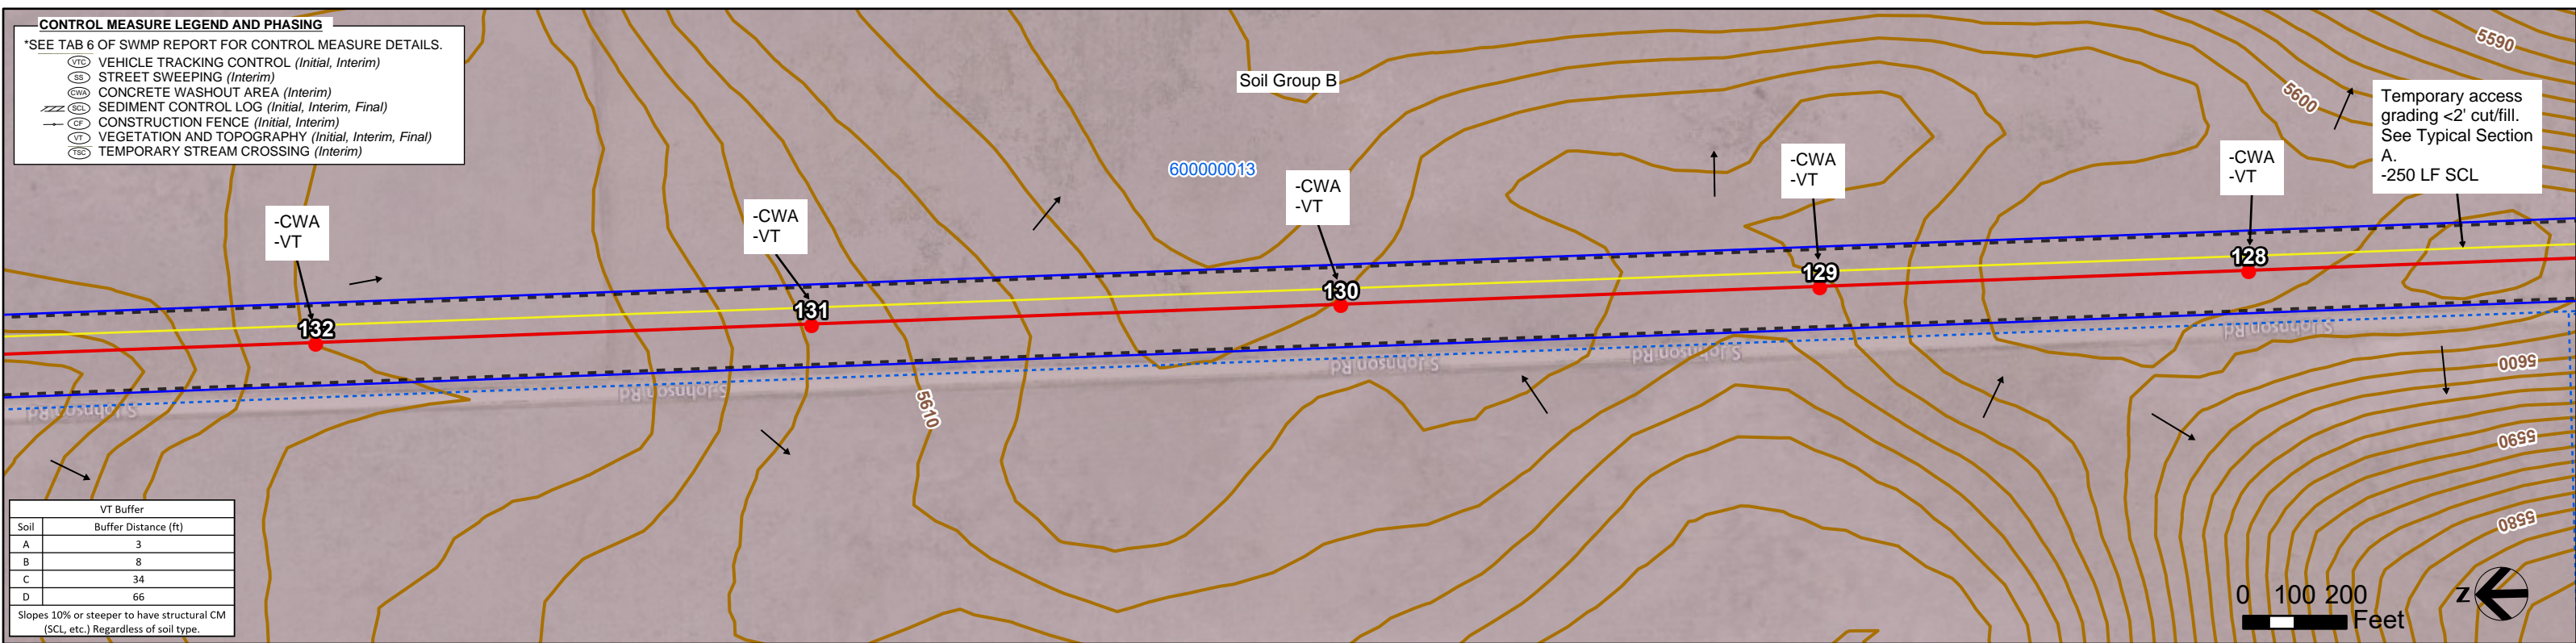 CONTROL MEASURE LEGEND AND PHASING
*SEE TAB 6 OF SWMP REPORT FOR CONTROL MEASURE DETAILS.
VTC VEHICLE TRACKING CONTROL (Initial, Interim)
SS STREET SWEEPING (Interim)
CWA CONCRETE WASHOUT AREA (Interim)
SCL SEDIMENT CONTROL LOG (Initial, Interim, Final)
CF CONSTRUCTION FENCE (Initial, Interim)
VT VEGETATION AND TOPOGRAPHY (Initial, Interim, Final)
TSC TEMPORARY STREAM CROSSING (Interim)
Soil Group B
600000013
5590
5600
Temporary access
grading <2' cut/fill.
See Typical Section
A.
-250 LF SCL
-CWA
-VT
-CWA
-VT
-CWA
-VT
-CWA
-VT
-CWA
-VT
132
131
130
129
128
S Johnson Rd
S Johnson Rd
S Johnson Rd
S Johnson Rd
S Johnson Rd
5610
5600
5590
5580
VT Buffer
Soil Buffer Distance (ft)
A 3
B 8
C 34
D 66
Slopes 10% or steeper to have structural CM
(SCL, etc.) Regardless of soil type.
0 100 200
Feet
N